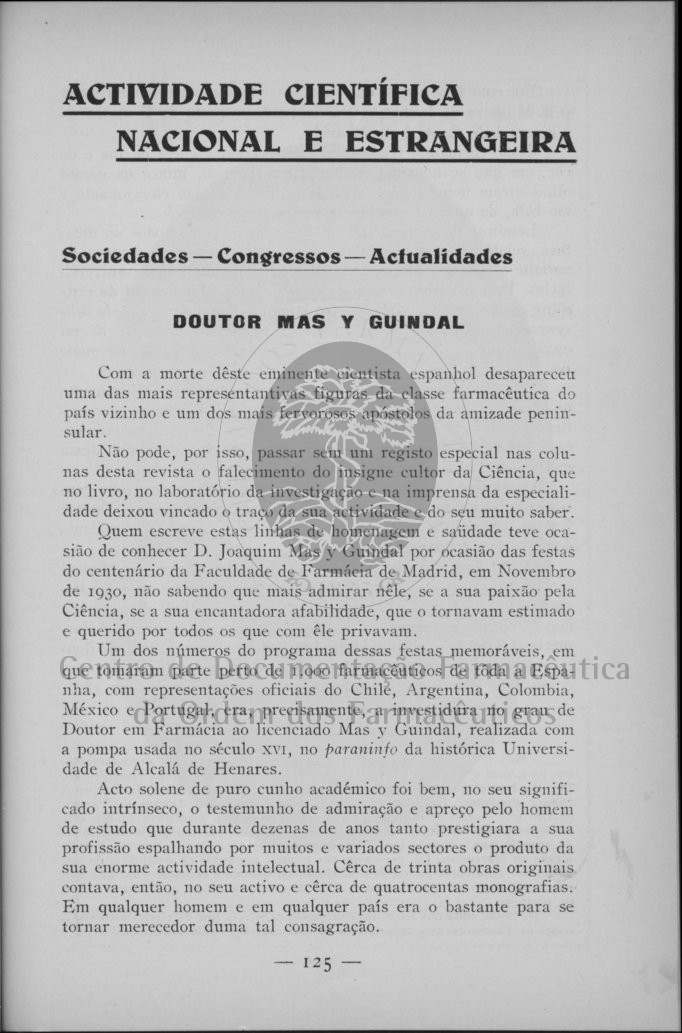 ACTIVIDADE CIENTÍFICA
NACIONAL E ESTRANGEIRA
Sociedades — Congressos — Actualidades
DOUTOR MAS Y GUINDAL
Com a morte dêste eminente cientista espanhol desapareceu
uma das mais representantivas figuras da classe farmacêutica do
país vizinho e um dos mais fervorosos apóstolos da amizade penin-
sular.
Não pode, por isso, passar sem um registo especial nas colu-
nas desta revista o falecimento do insigne cultor da Ciência, que
no livro, no laboratório da investigação e na imprensa da especiali-
dade deixou vincado o traço da sua actividade e do seu muito saber.
Quem escreve estas linhas de homenagem e saüdade teve oca-
sião de conhecer D. Joaquim Mas y Guindal por ocasião das festas
do centenário da Faculdade de Farmácia de Madrid, em Novembro
de 1930, não sabendo que mais admirar nêle, se a sua paixão pela
Ciência, se a sua encantadora afabilidade, que o tornavam estimado
e querido por todos os que com êle privavam.
Um dos números do programa dessas festas memoráveis, em
que tomaram parte perto de 1.000 farmacêuticos de tôda a Espa-
nha, com representações oficiais do Chile, Argentina, Colombia,
México e Portugal, era, precisamente, a investidura no grau de
Doutor em Farmácia ao licenciado Mas y Guindal, realizada com
a pompa usada no século XVI, no paraninfo da histórica Universi-
dade de Alcalá de Henares.
Acto solene de puro cunho académico foi bem, no seu signifi-
cado intrínseco, o testemunho de admiração e apreço pelo homem
de estudo que durante dezenas de anos tanto prestigiara a sua
profissão espalhando por muitos e variados sectores o produto da
sua enorme actividade intelectual. Cêrca de trinta obras originais
contava, então, no seu activo e cêrca de quatrocentas monografias.
Em qualquer homem e em qualquer país era o bastante para se
tornar merecedor duma tal consagração.
— 125 —
Centro de Documentação Farmacêutica
da Ordem dos Farmacêuticos